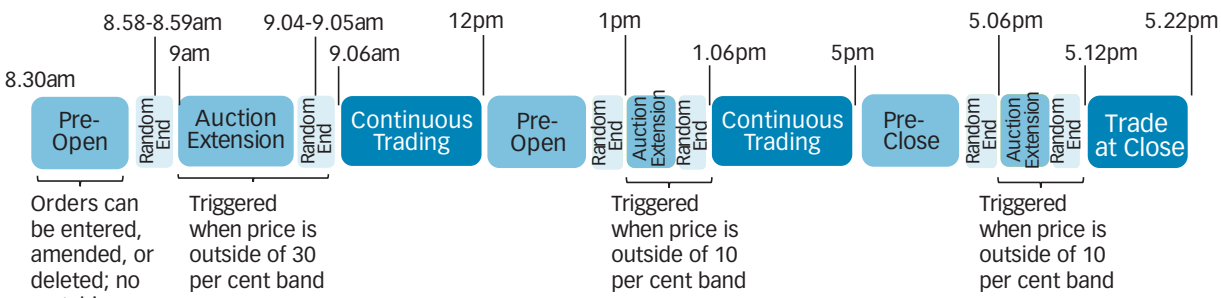 8.58-8.59am
9.04-9.05am
12pm
1pm
5.06pm
5.22pm
9am
9.06am
1.06pm
5pm
5.12pm
8.30am
Pre-
Open
Random
End
Auction
Extension
Random
End
Continuous
Trading
Pre-
Open
Random
End
Auction
Extension
Random
End
Continuous
Trading
Pre-
Close
Random
End
Auction
Extension
Random
End
Trade
at Close
Orders can
be entered,
amended, or
deleted; no
Triggered
when price is
outside of 30
per cent band
Triggered
when price is
outside of 10
per cent band
Triggered
when price is
outside of 10
per cent band